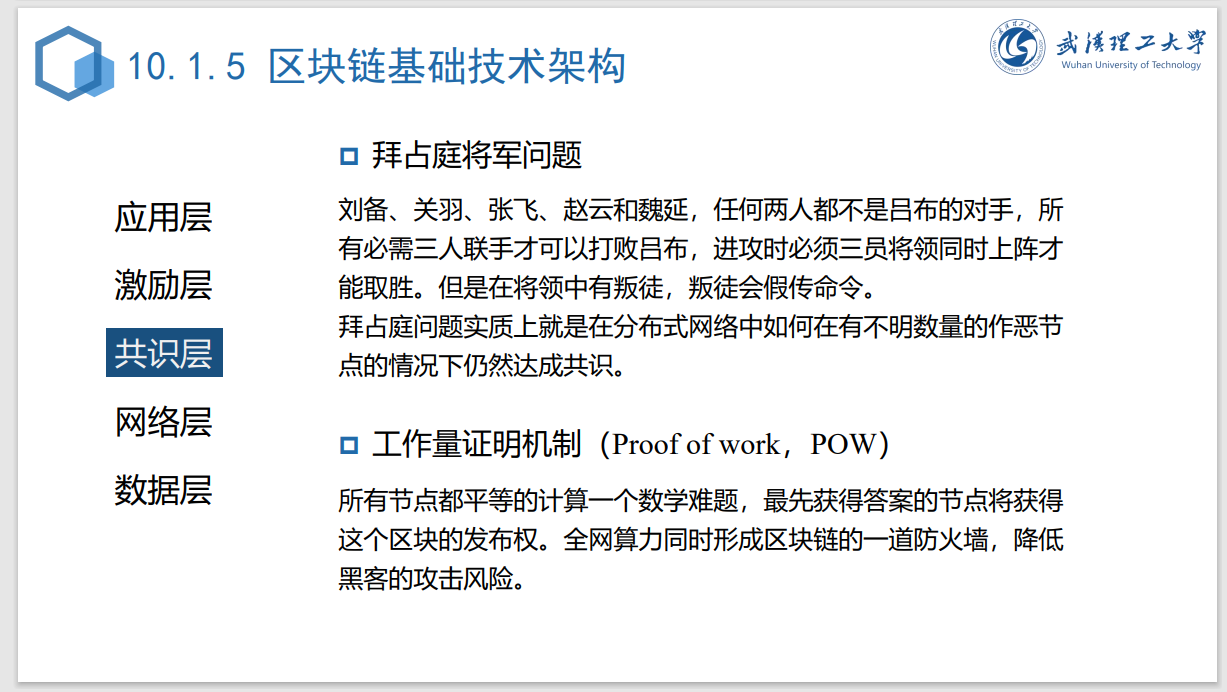 10.1.5 区块链基础技术架构
武汉理工大学
Wuhan University of Technology
应用层
激励层
共识层
网络层
数据层
拜占庭将军问题
刘备、关羽、张飞、赵云和魏延，任何两人都不是吕布的对手，所
有必需三人联手才可以打败吕布，进攻时必须三员将领同时上阵才
能取胜。但是在将领中有叛徒，叛徒会假传命令。
拜占庭问题实质上就是在分布式网络中如何在有不明数量的作恶节
点的情况下仍然达成共识。
工作量证明机制（Proof of work，POW）
所有节点都平等的计算一个数学难题，最先获得答案的节点将获得
这个区块的发布权。全网算力同时形成区块链的一道防火墙，降低
黑客的攻击风险。